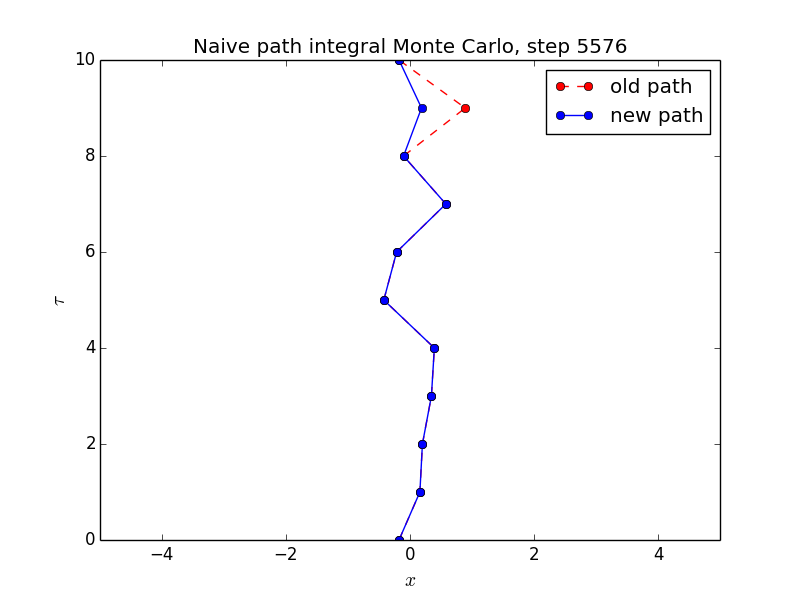 Naive path integral Monte Carlo, step 5576
old path
new path
10
8
6
4
2
0
τ
−4 −2 0 2 4
x